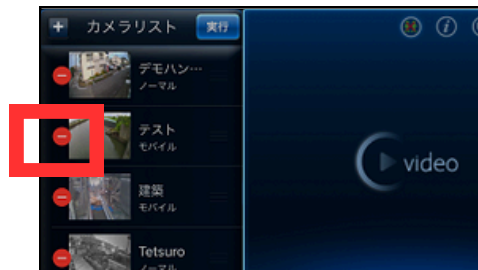 カメラリスト 実行
デモハン…
ノーマル
テスト
モバイル
video
建築
モバイル
Tetsuro
ノーマル